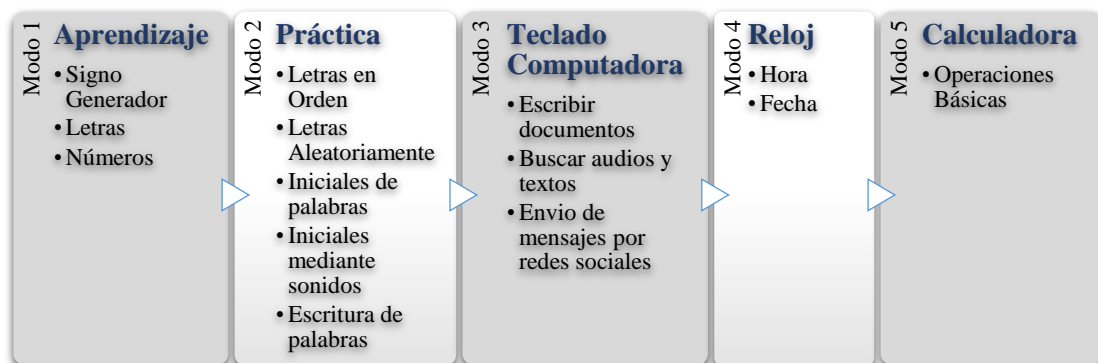 Modo 1
Aprendizaje
• Signo
Generador
• Letras
• Números
Modo 2
Práctica
• Letras en
Orden
• Letras
Aleatoriamente
• Iniciales de
palabras
• Iniciales
mediante
sonidos
• Escritura de
palabras
Modo 3
Teclado
Computadora
• Escribir
documentos
• Buscar audios y
textos
• Envio de
mensajes por
redes sociales
Modo 4
Reloj
• Hora
• Fecha
Modo 5
Calculadora
• Operaciones
Básicas